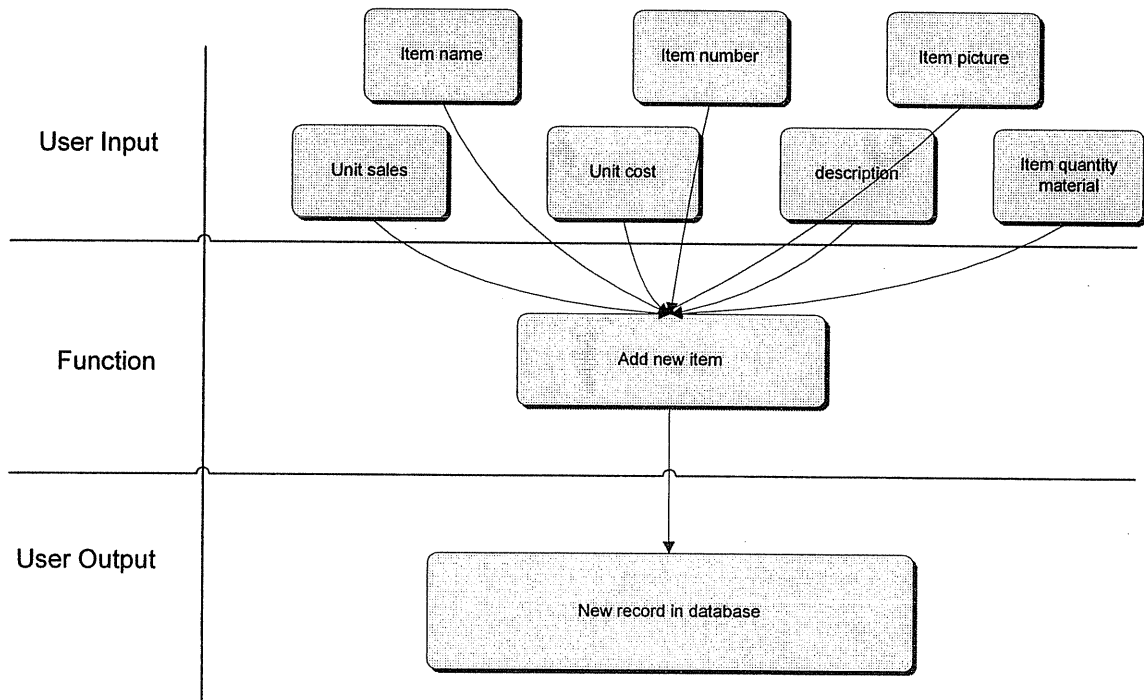 Item name
Item number
Item picture
User Input
Unit sales
Unit cost
description
Item quantity
material
Function
Add new item
User Output
New record in database